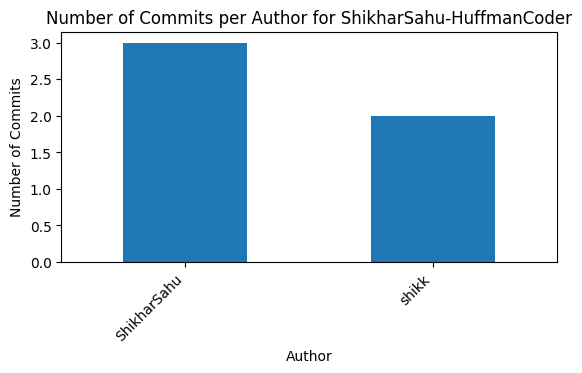 Number of Commits per Author for ShikharSahu-HuffmanCoder
Number of Commits
3.0
2.5
2.0
1.5
1.0
0.5
0.0
ShikharSahu
shikk
Author